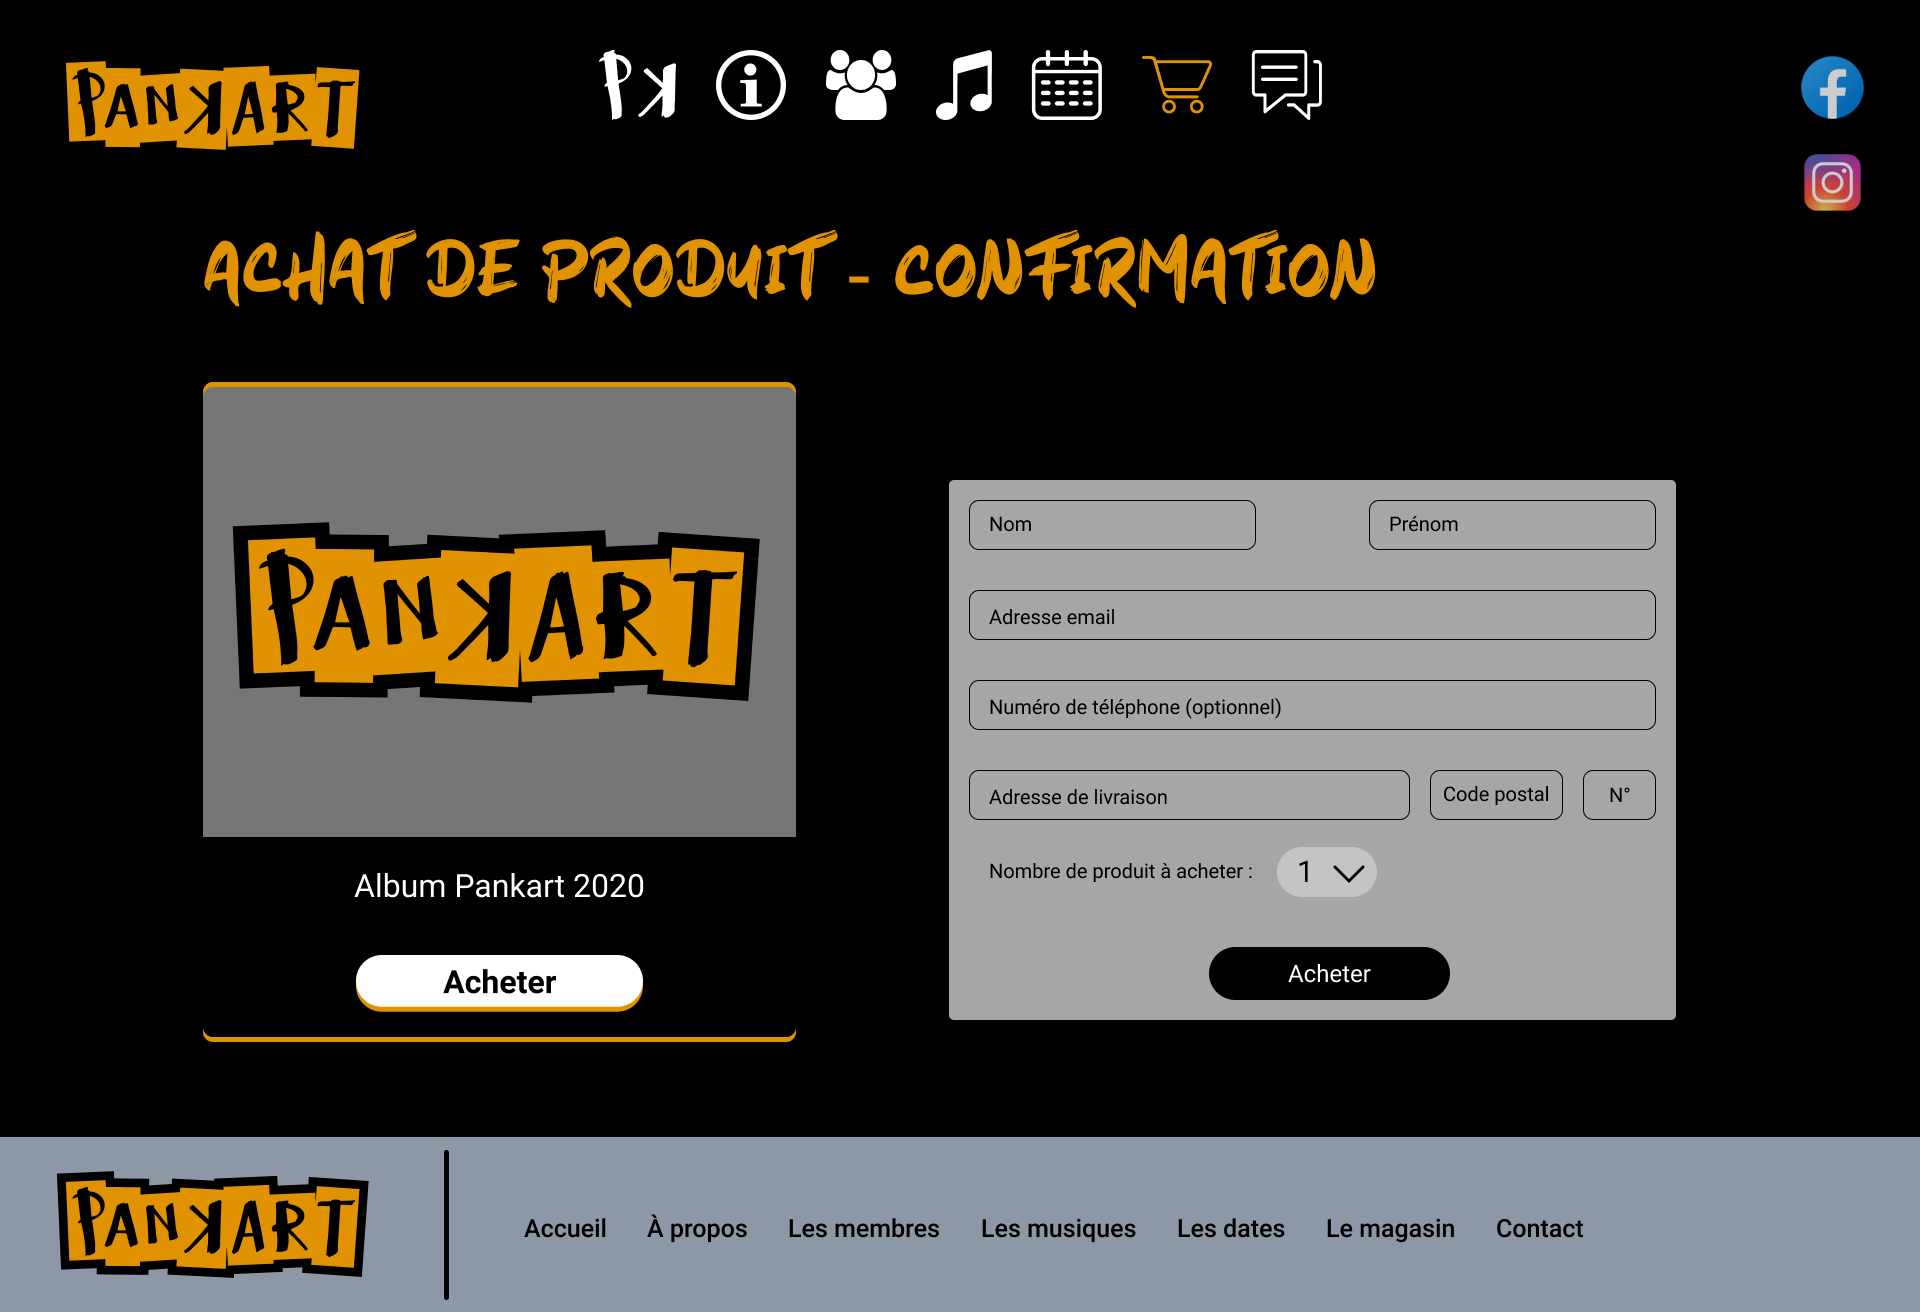 PANKART
PK
ACHAT DE PRODUIT - CONFIRMATION
PANKART
Album Pankart 2020
Acheter
Nom
Prénom
Adresse email
Numéro de téléphone (optionnel)
Adresse de livraison
Code postal
N°
Nombre de produit à acheter :
1
Acheter
PANKART
Accueil
À propos
Les membres
Les musiques
Les dates
Le magasin
Contact